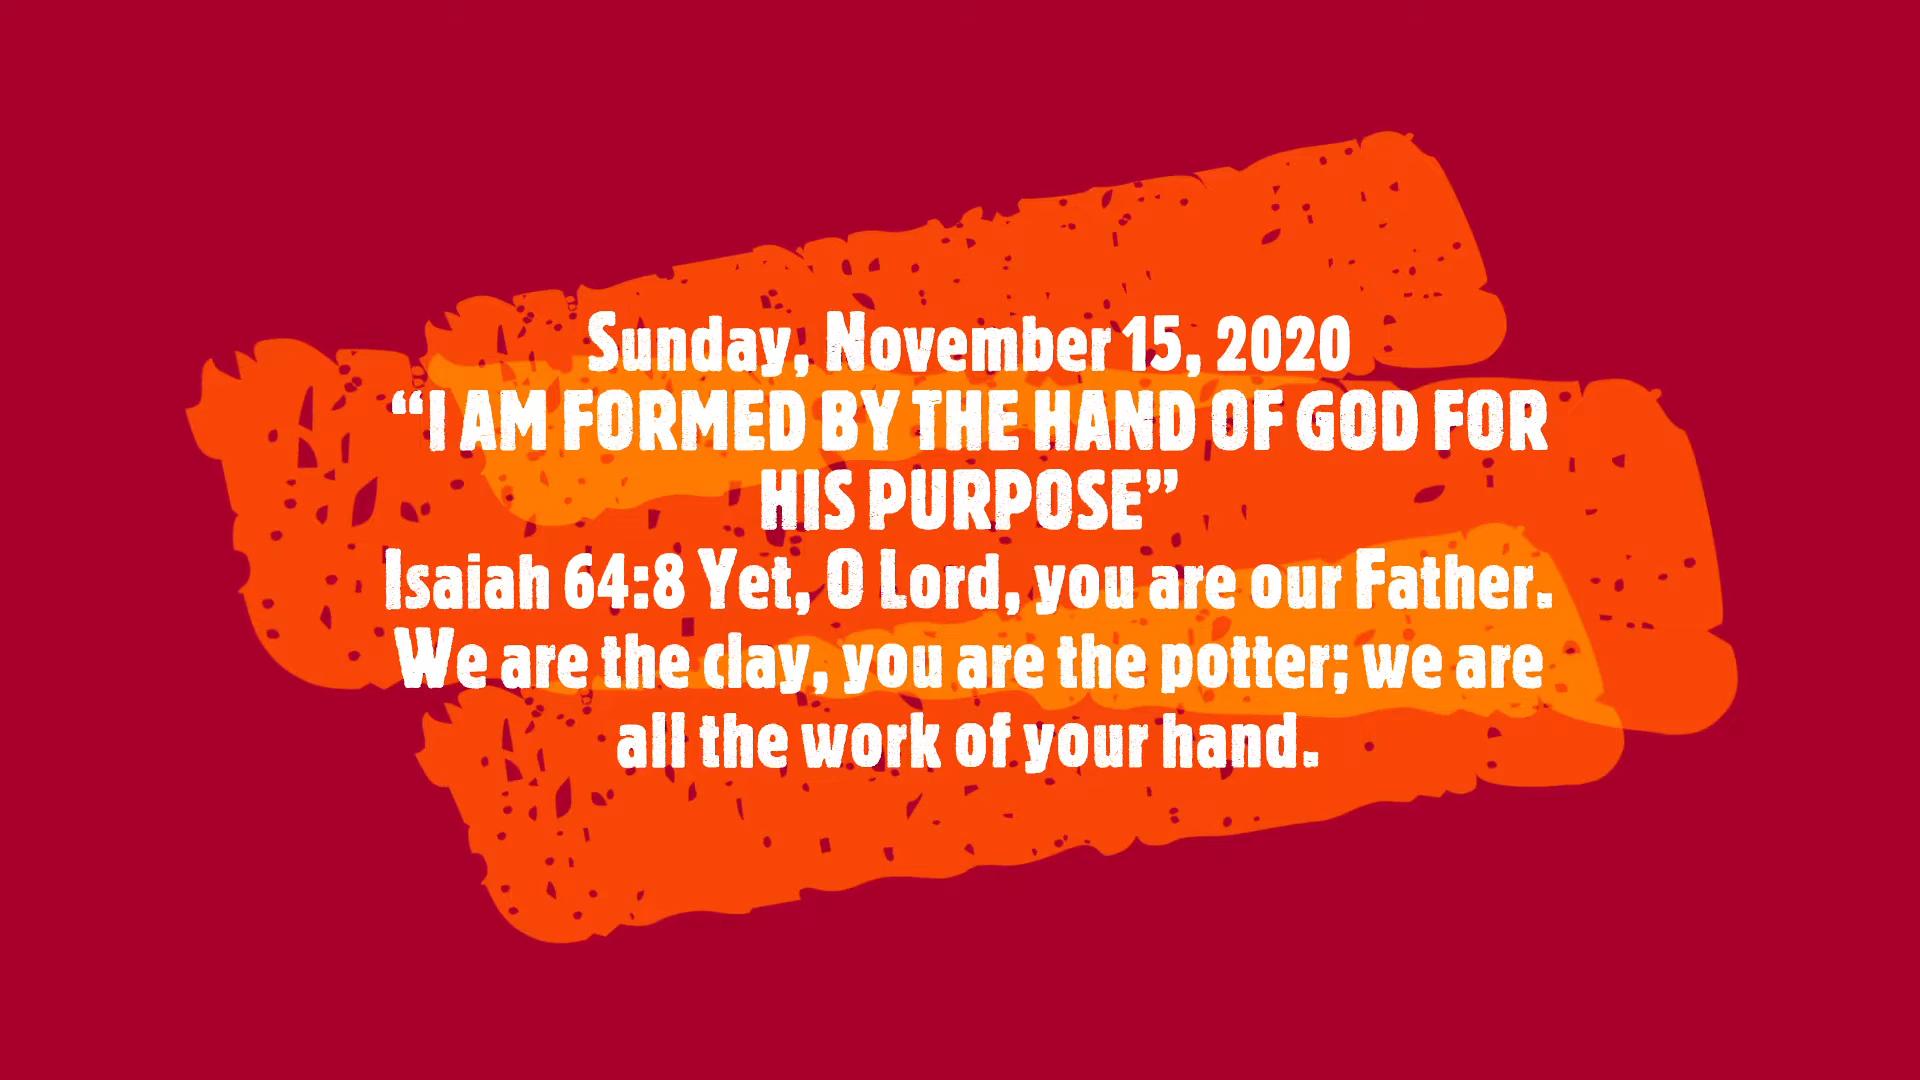 Sunday, November 15, 2020
“I AM FORMED BY THE HAND OF GOD FOR
HIS PURPOSE”
Isaiah 64:8 Yet, O Lord, you are our Father.
We are the clay, you are the potter; we are
all the work of your hand.